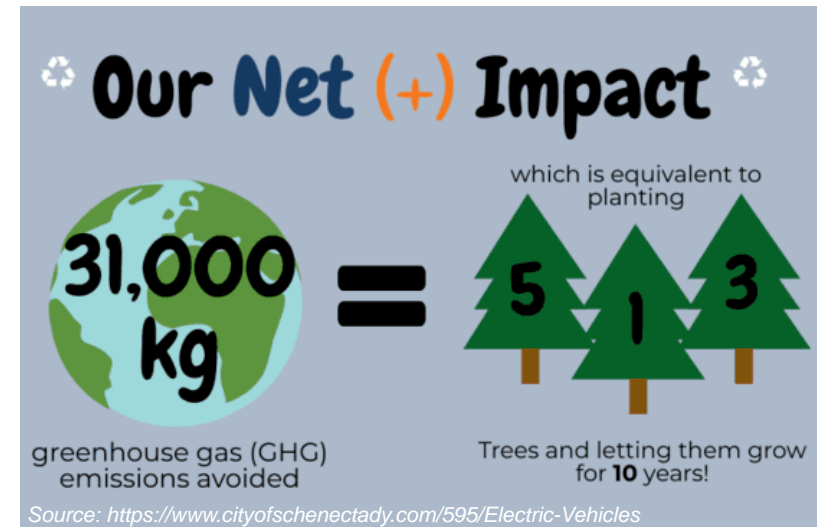 Our Net (+) Impact
31,000
kg
=
greenhouse gas (GHG)
emissions avoided
which is equivalent to
planting
5 1 3
Trees and letting them grow
for 10 years!
Source: https://www.cityofschenectady.com/595/Electric-Vehicles